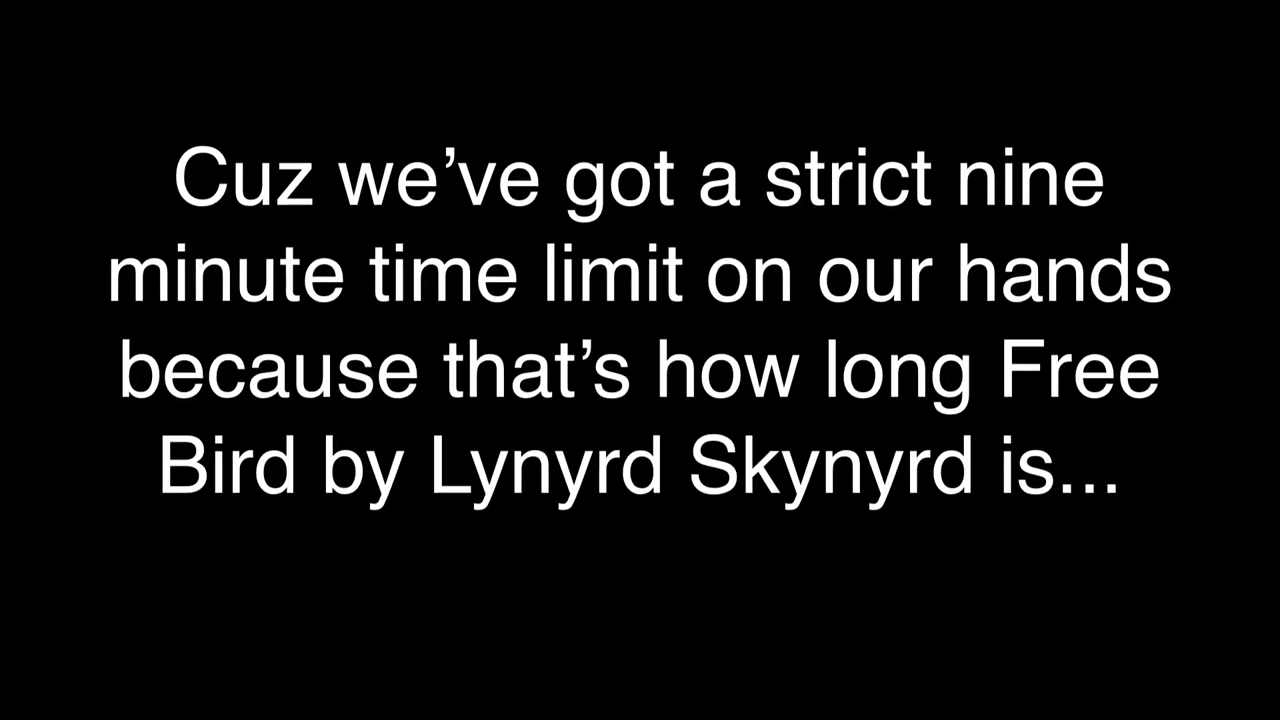 Cuz we’ve got a strict nine
minute time limit on our hands
because that’s how long Free
Bird by Lynyrd Skynyrd is...